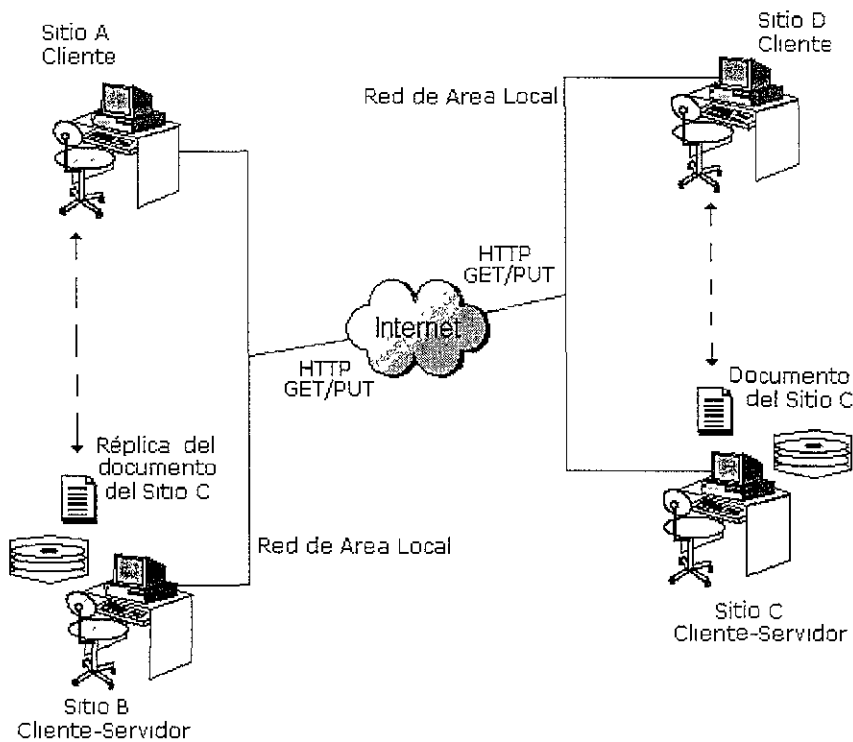 Sitio A
Cliente
Sitio D
Cliente
Red de Area Local
HTTP
GET/PUT
Internet
HTTP
GET/PUT
Documento
del Sitio C
Réplica del
documento
del Sitio C
Red de Area Local
Sitio C
Cliente-Servidor
Sitio B
Cliente-Servidor